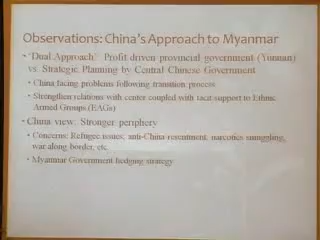 Observations: China's Approach to Myanmar
• "Dual Approach" Profit driven provincial government (Yunnan)
vs. Strategic Planning by Central Chinese Government
• China facing problems following transition process
• Strengthen relations with center coupled with tacit support to Ethnic
Armed Groups (EAGs)
• China view: Stronger periphery
• Concerns: Refugee issues, anti-China resentment, narcotics smuggling,
war along border, etc.
• Myanmar Government hedging strategy